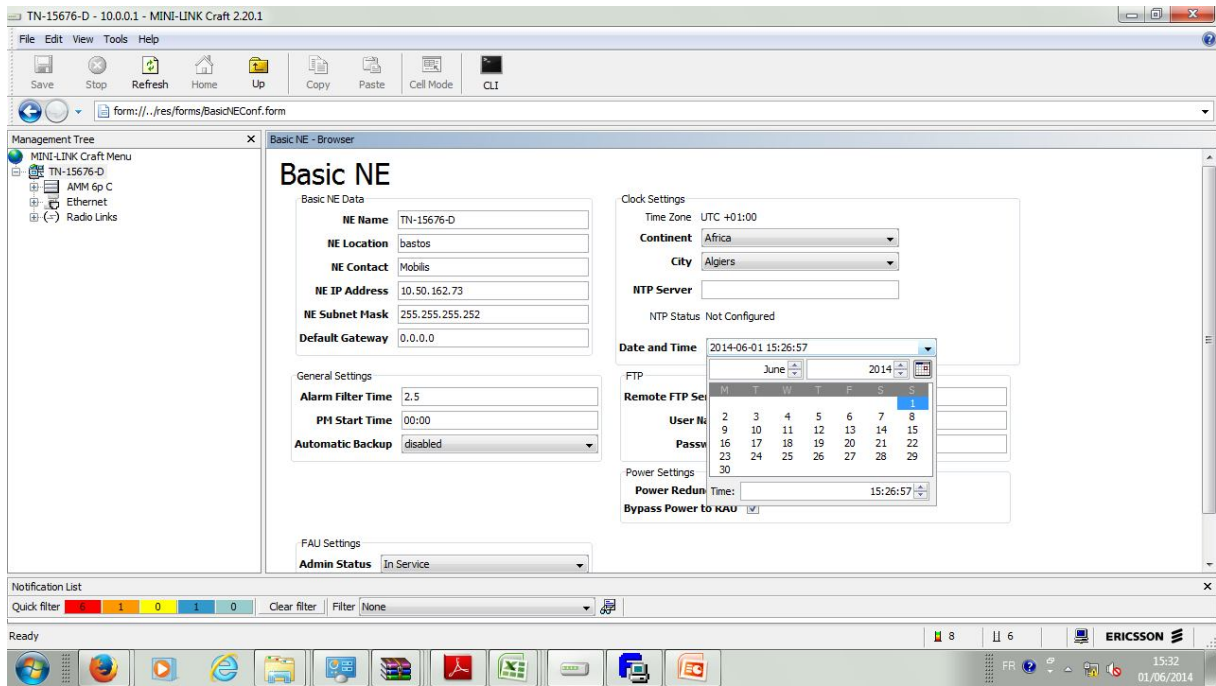 TN-15676-D - 10.0.0.1 - MINI-LINK Craft 2.20.1
File Edit View Tools Help
Save Stop Refresh Home Up Copy Paste Cell Mode CLI
form://../res/forms/BasicNEConf.form
Management Tree
MINI-LINK Craft Menu
TN-15676-D
AMM 6p C
Ethernet
Radio Links
Basic NE - Browser
Basic NE
Basic NE Data
NE Name TN-15676-D
NE Location bastos
NE Contact Mobilis
NE IP Address 10.50.162.73
NE Subnet Mask 255.255.255.252
Default Gateway 0.0.0.0
General Settings
Alarm Filter Time 2.5
PM Start Time 00:00
Automatic Backup disabled
FAU Settings
Admin Status In Service
Clock Settings
Time Zone UTC +01:00
Continent Africa
City Algiers
NTP Server
NTP Status Not Configured
Date and Time 2014-06-01 15:26:57
June 2014
M T W T F S S
1
2 3 4 5 6 7 8
9 10 11 12 13 14 15
16 17 18 19 20 21 22
23 24 25 26 27 28 29
30
Time: 15:26:57
FTP
Remote FTP Se
User Na
Passw
Power Settings
Power Redun
Bypass Power to RAU
Notification List
Quick filter 6 1 0 1 0 Clear filter Filter None
Ready 8 6 ERICSSON
FR 15:32
01/06/2014